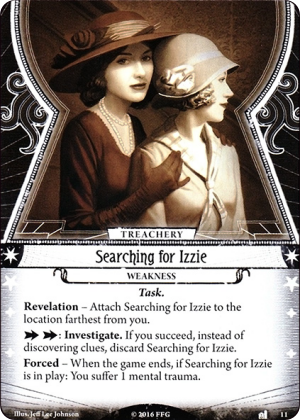 TREACHERY
Searching for Izzie
WEAKNESS
Task.
Revelation – Attach Searching for Izzie to the
location farthest from you.
: Investigate. If you succeed, instead of
discovering clues, discard Searching for Izzie.
Forced – When the game ends, if Searching for Izzie
is in play: You suffer 1 mental trauma.
Illus. Jeff Lee Johnson
© 2016 FFG
11